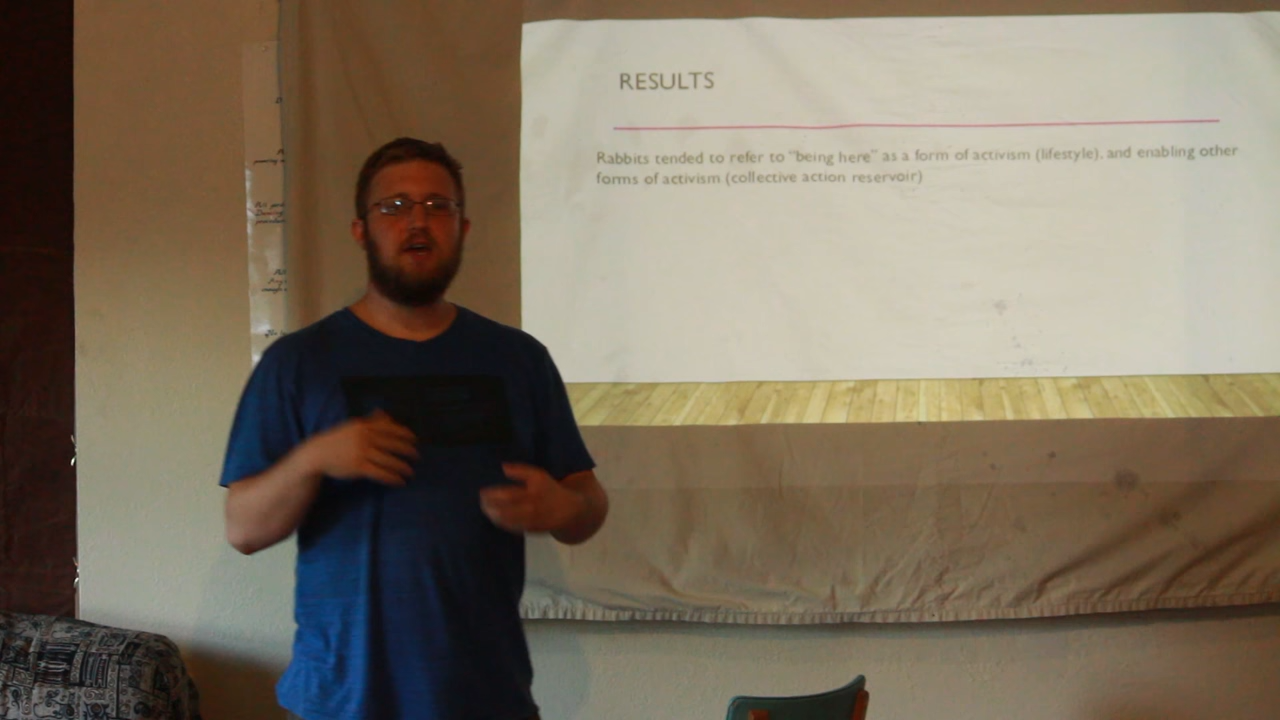 RESULTS
Rabbits tended to refer to "being here" as a form of activism (lifestyle), and enabling other
forms of activism (collective action reservoir)